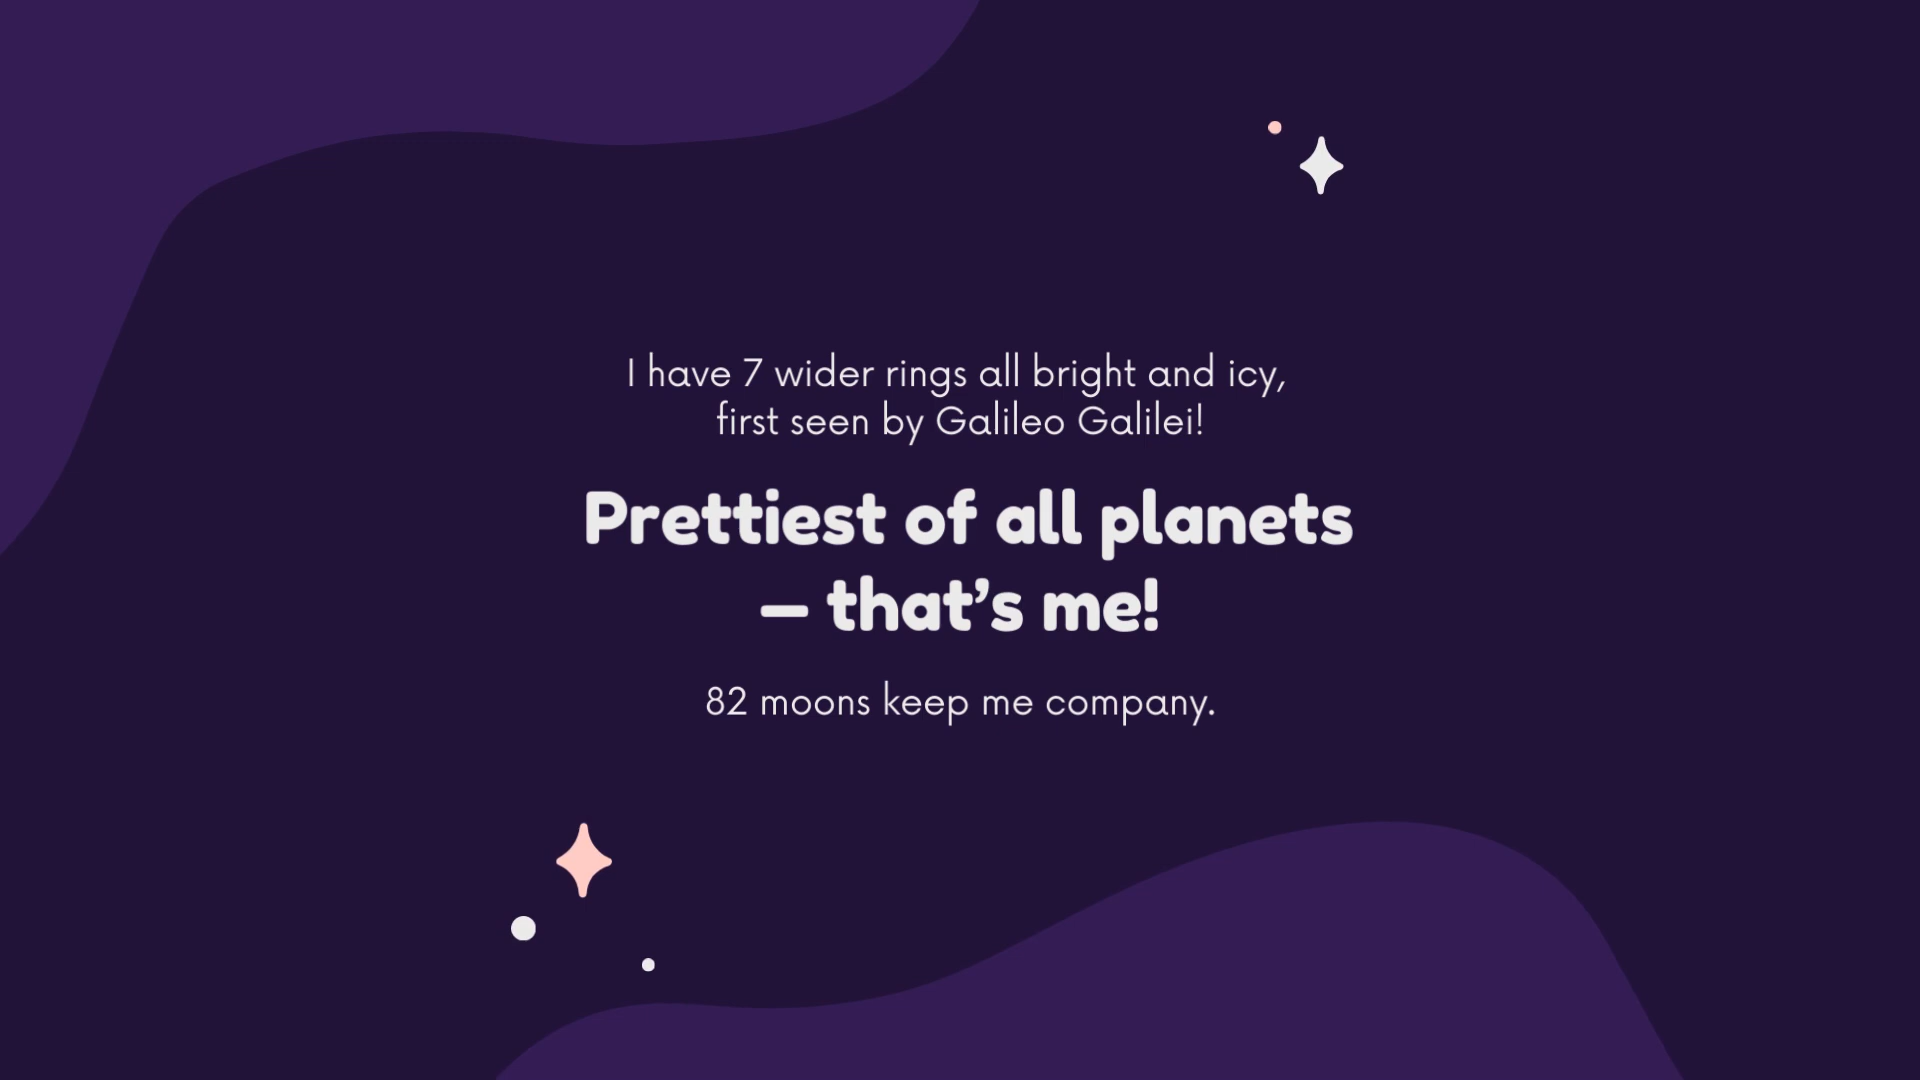 I have 7 wider rings all bright and icy,
first seen by Galileo Galilei!
Prettiest of all planets
– that’s me!
82 moons keep me company.